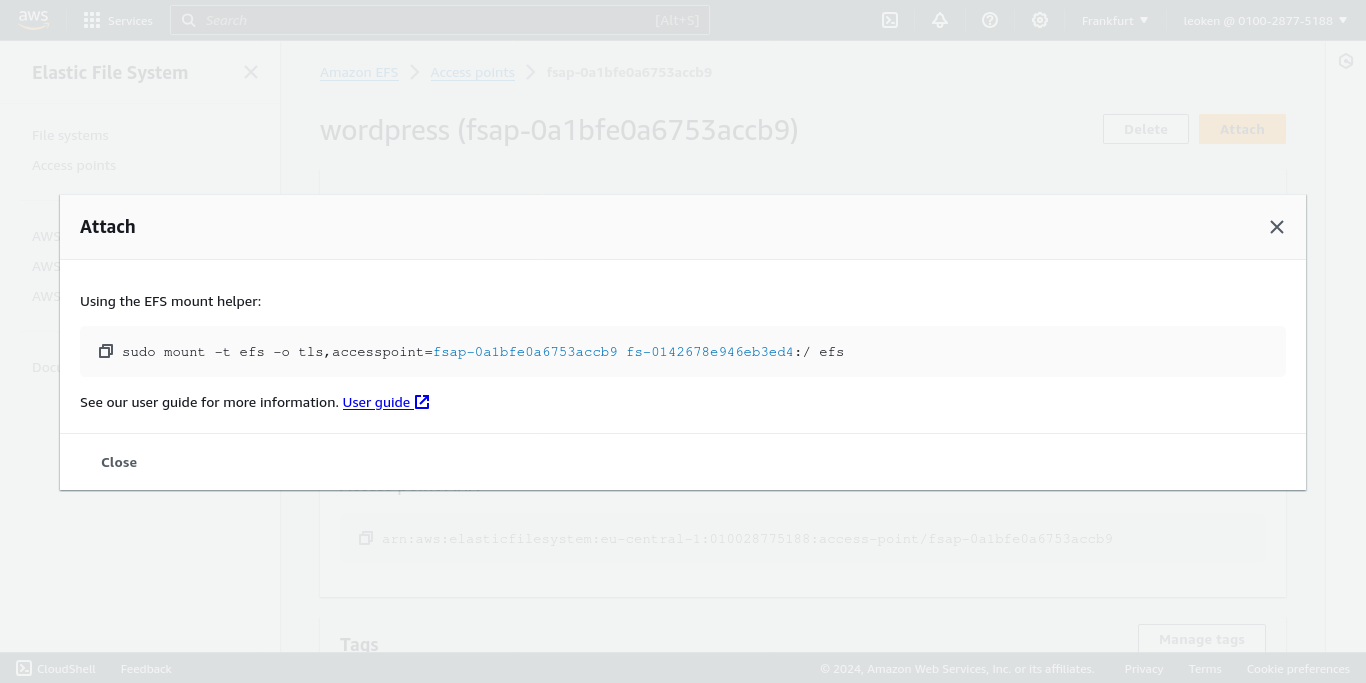 aws
Services
Search
[Alt+S]
Frankfurt
leoken @ 0100-2877-5188
Elastic File System
Amazon EFS
Access points
fsap-0a1bfe0a6753accb9
File systems
Access points
wordpress (fsap-0a1bfe0a6753accb9)
Delete
Attach
AWS
AWS
AWS
Attach
Using the EFS mount helper:
sudo mount -t efs -o tls,accesspoint=fsap-0a1bfe0a6753accb9 fs-0142678e946eb3ed4:/ efs
See our user guide for more information. User guide
Close
arn:aws:elasticfilesystem:eu-central-1:010028775188:access-point/fsap-0a1bfe0a6753accb9
Tags
Manage tags
CloudShell
Feedback
© 2024, Amazon Web Services, Inc. or its affiliates.
Privacy
Terms
Cookie preferences